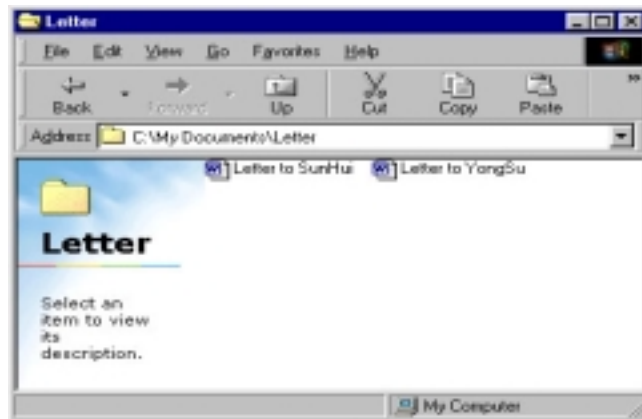 Letter
File Edit View Go Favorites Help
Back Forward Up Cut Copy Paste »
Address C:\My Documents\Letter
Letter to SunHui Letter to YongSu
Letter
Select an
item to view
its
description.
My Computer